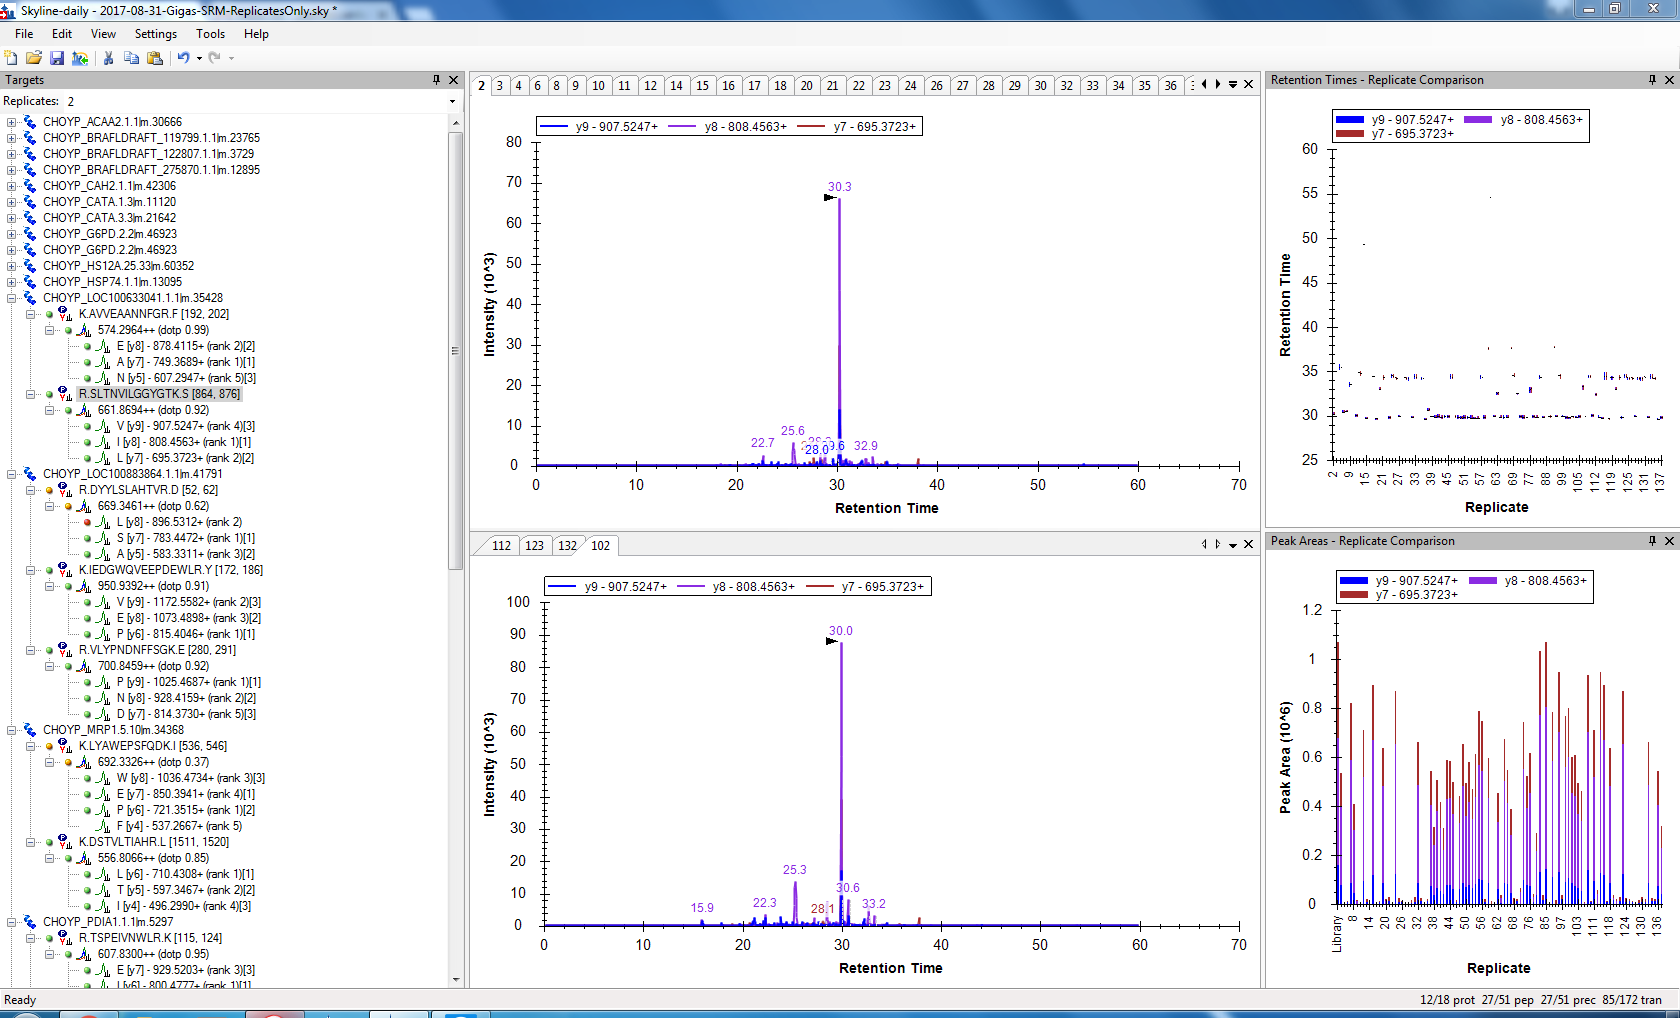 Skyline-daily - 2017-08-31-Gigas-SRM-ReplicatesOnly.sky *
File Edit View Settings Tools Help
Targets
Replicates: 2
CHOYP_ACAA2.1.1|m.30666
CHOYP_BRAFLDRAFT_119799.1.1|m.23765
CHOYP_BRAFLDRAFT_122807.1.1|m.3729
CHOYP_BRAFLDRAFT_275870.1.1|m.12895
CHOYP_CAH2.1.1|m.42306
CHOYP_CATA.1.3|m.11120
CHOYP_CATA.3.3|m.21642
CHOYP_G6PD.2.2|m.46923
CHOYP_G6PD.2.2|m.46923
CHOYP_HS12A.25.33|m.60352
CHOYP_HSP74.1.1|m.13095
CHOYP_LOC100633041.1.1|m.35428
K.AVVEAANNFGR.F [192, 202]
574.2964++ (dotp 0.99)
E [y8] - 878.4115+ (rank 2)[2]
A [y7] - 749.3689+ (rank 1)[1]
N [y5] - 607.2947+ (rank 5)[3]
R.SLTNVILGGYGTK.S [864, 876]
661.8694++ (dotp 0.92)
V [y9] - 907.5247+ (rank 4)[3]
I [y8] - 808.4563+ (rank 1)[1]
L [y7] - 695.3723+ (rank 2)[2]
CHOYP_LOC100883864.1.1|m.41791
R.DYYLSLAHTVR.D [52, 62]
669.3461++ (dotp 0.62)
L [y8] - 896.5312+ (rank 2)
S [y7] - 783.4472+ (rank 1)[1]
A [y5] - 583.3311+ (rank 3)[2]
K.IEDGWQVEEPDEWLR.Y [172, 186]
950.9392++ (dotp 0.91)
V [y9] - 1172.5582+ (rank 2)[3]
E [y8] - 1073.4898+ (rank 3)[2]
P [y6] - 815.4046+ (rank 1)[1]
R.VLYPNDNFFSGK.E [280, 291]
700.8459++ (dotp 0.92)
P [y9] - 1025.4687+ (rank 1)[1]
N [y8] - 928.4159+ (rank 2)[2]
D [y7] - 814.3730+ (rank 5)[3]
CHOYP_MRP1.5.10|m.34368
K.LYAWEPSFQDK.I [536, 546]
692.3326++ (dotp 0.37)
W [y8] - 1036.4734+ (rank 3)[3]
E [y7] - 850.3941+ (rank 4)[1]
P [y6] - 721.3515+ (rank 1)[2]
F [y4] - 537.2667+ (rank 5)
K.DSTVLTIAHR.L [1511, 1520]
556.8066++ (dotp 0.85)
L [y6] - 710.4308+ (rank 1)[1]
T [y5] - 597.3467+ (rank 2)[2]
I [y4] - 496.2990+ (rank 4)[3]
CHOYP_PDIA1.1.1|m.5297
R.TSPEIVNWLR.K [115, 124]
607.8300++ (dotp 0.95)
E [y7] - 929.5203+ (rank 3)[3]
I [y6] - 800.4777+ (rank 1)[1]
2 3 4 6 8 9 10 11 12 14 15 16 17 18 20 21 22 23 24 26 27 28 29 30 33 34 35 36
y9 - 907.5247+ y8 - 808.4563+ y7 - 695.3723+
Intensity (10^3)
80
70
60
50
40
30
20
10
0
30.3
22.7
25.6
28.0
32.9
0 10 20 30 40 50 60 70
Retention Time
112 123 132 102
y9 - 907.5247+ y8 - 808.4563+ y7 - 695.3723+
Intensity (10^3)
100
90
80
70
60
50
40
30
20
10
0
30.0
15.9
22.3
25.3
28.1
30.6
33.2
0 10 20 30 40 50 60 70
Retention Time
Retention Times - Replicate Comparison
y9 - 907.5247+ y8 - 808.4563+
y7 - 695.3723+
Retention Time
60
55
50
45
40
35
30
25
2 9 15 21 27 33 39 45 51 57 64 71 77 88 99 105 112 119 125 131 137
Replicate
Peak Areas - Replicate Comparison
y9 - 907.5247+ y8 - 808.4563+
y7 - 695.3723+
Peak Area (10^6)
1.2
1
0.8
0.6
0.4
0.2
0
Library 8 14 20 26 32 38 44 50 56 62 68 76 85 97 103 111 118 124 130 136
Replicate
Ready
12/18 prot 27/51 pep 27/51 prec 85/172 tran